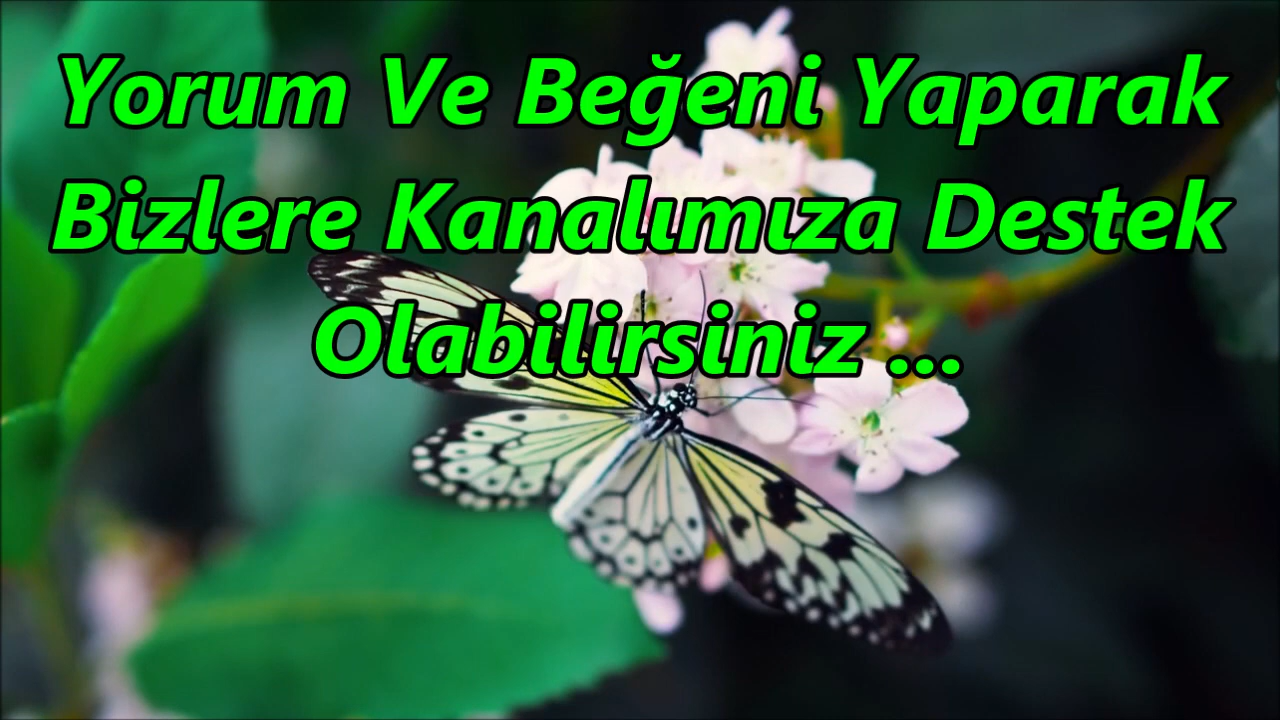 Yorum Ve Beğeni Yaparak
Bizlere Kanalımıza Destek
Olabilirsiniz ...